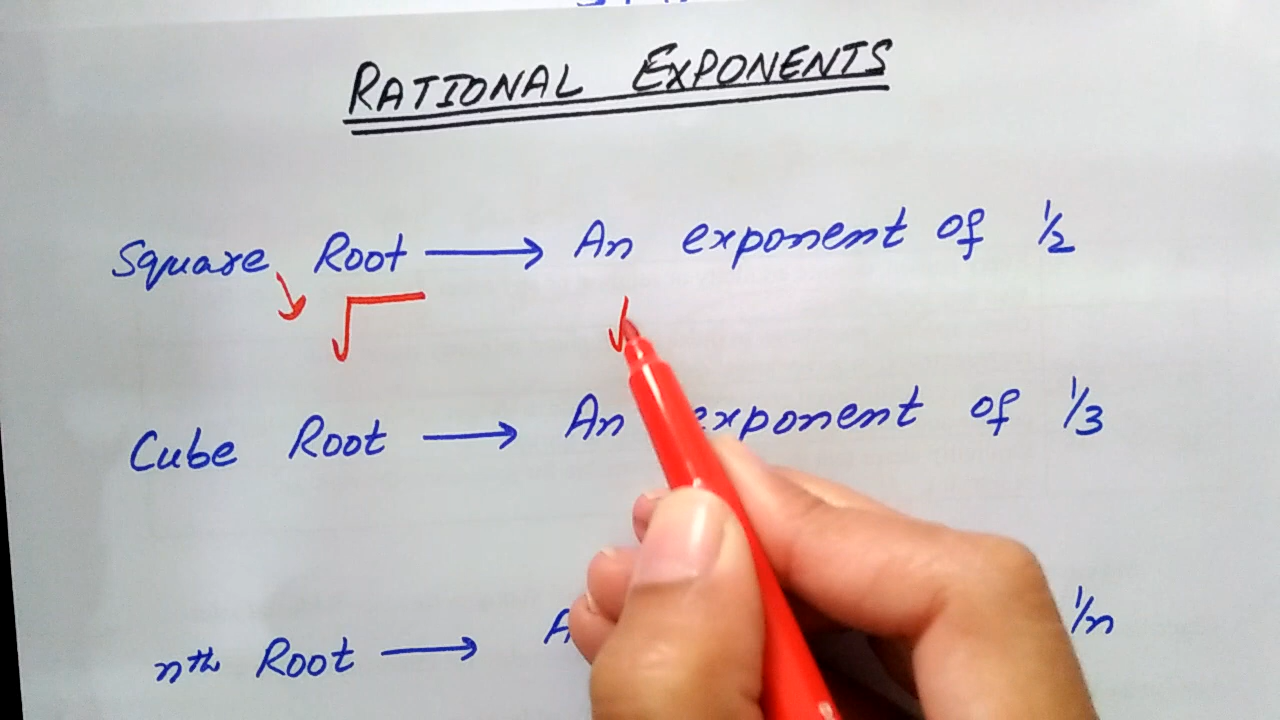 RATIONAL EXPONENTS
Square Root → An exponent of 1/2
√ √
Cube Root → An exponent of 1/3
nth Root → 1/n